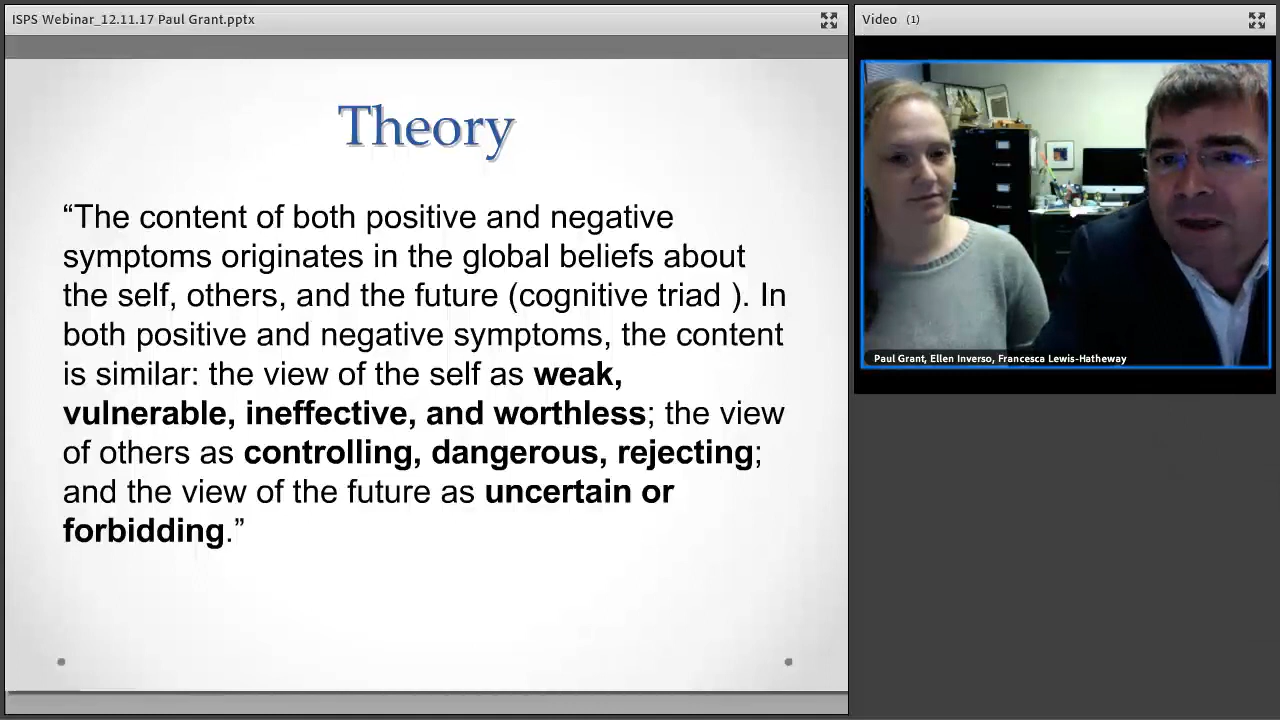 ISPS Webinar_12.11.17 Paul Grant.pptx
Video (1)
Theory
“The content of both positive and negative
symptoms originates in the global beliefs about
the self, others, and the future (cognitive triad ). In
both positive and negative symptoms, the content
is similar: the view of the self as weak,
vulnerable, ineffective, and worthless; the view
of others as controlling, dangerous, rejecting;
and the view of the future as uncertain or
forbidding.”
Paul Grant, Ellen Inverso, Francesca Lewis-Hatheway